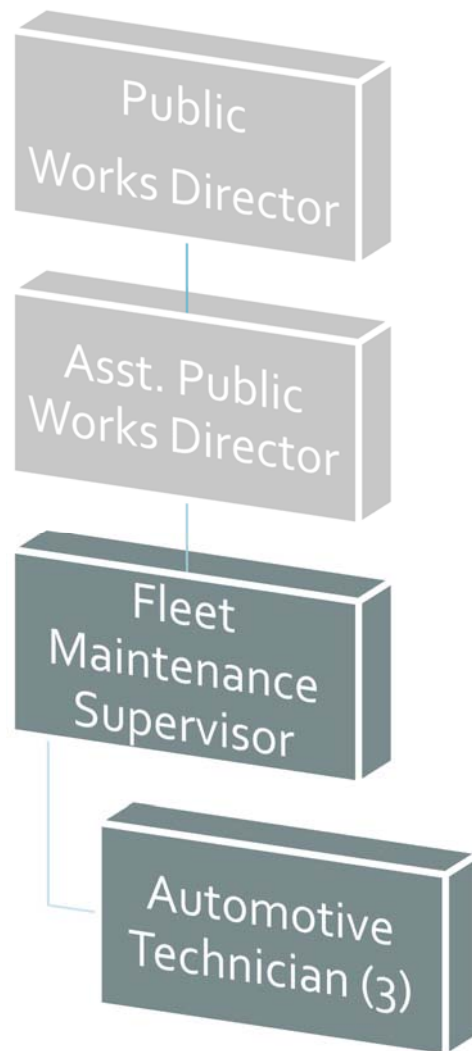 Public
Works Director
Asst. Public
Works Director
Fleet
Maintenance
Supervisor
Automotive
Technician (3)